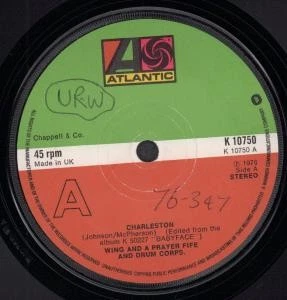 ATLANTIC
URW
Chappell & Co.
K 10750
K 10750 A
45 rpm
Made in UK
℗ 1975
Side A
STEREO
A
76-347
CHARLESTON
(Johnson/McPherson) (Edited from the
album K 50227 "BABYFACE")
WING AND A PRAYER FIFE
AND DRUM CORPS.